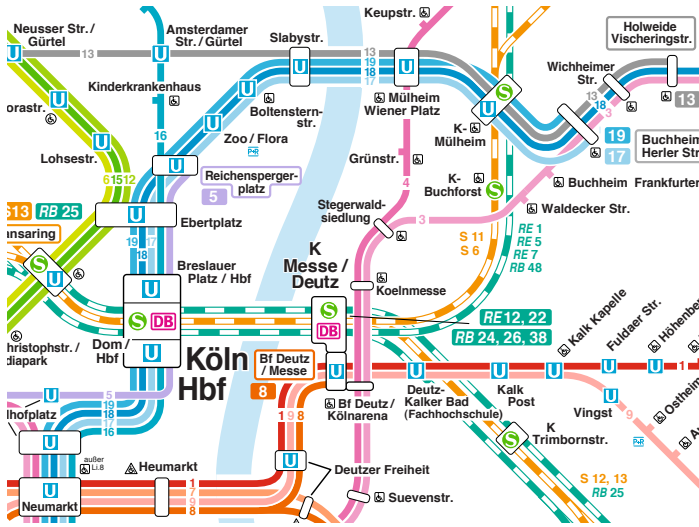 Neusser Str. /
Gürtel
13
Amsterdamer
Str. / Gürtel
Slabystr.
Keupstr.
13
19
18
17
Holweide
Vischeringstr.
Wichheimer
Str.
13
18
3
13
19
17
Buchheim
Herler Str.
Kinderkrankenhaus
16
Boltenstern-
str.
Mülheim
Wiener Platz
K-
Mülheim
Zoo / Flora
P+R
Lohsestr.
6 15 12
Reichensperger-
platz
5
Grünstr.
4
K-
Buchforst
Buchheim
Frankfurter
Waldecker Str.
S13
RB 25
Ebertplatz
19 17
18
Stegerwald-
siedlung
3
S 11
S 6
RE 1
RE 5
RE 7
RB 48
Breslauer
Platz / Hbf
K
Messe /
Deutz
Koelnmesse
S
DB
Dom /
Hbf
Köln
Hbf
S
DB
RE 12, 22
RB 24, 26, 38
Kalk Kapelle
Fuldaer Str.
Bf Deutz
/ Messe
8
1
5
19
18
17
16
1 9 8
Bf Deutz /
Kölnarena
Deutz-
Kalker Bad
(Fachhochschule)
Kalk
Post
Vingst
9
P+R
K
Trimbornstr.
außer
Li.8
Heumarkt
Deutzer Freiheit
S 12, 13
RB 25
Neumarkt
1
7
9
8
Suevenstr.